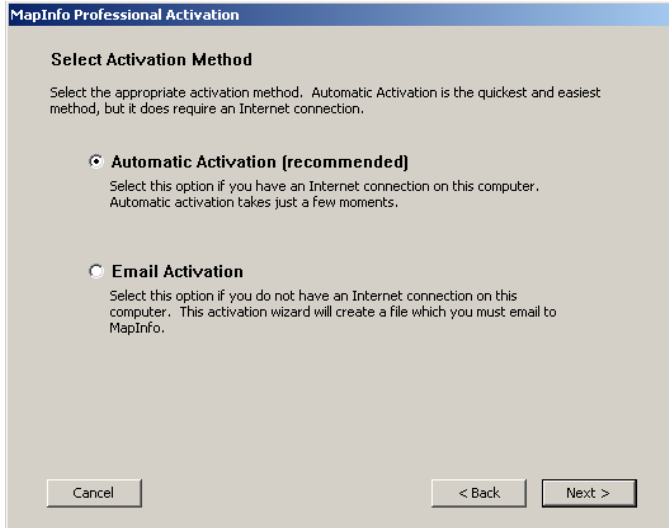 MapInfo Professional Activation
Select Activation Method
Select the appropriate activation method. Automatic Activation is the quickest and easiest
method, but it does require an Internet connection.
Automatic Activation (recommended)
Select this option if you have an Internet connection on this computer.
Automatic activation takes just a few moments.
Email Activation
Select this option if you do not have an Internet connection on this
computer. This activation wizard will create a file which you must email to
MapInfo.
Cancel
< Back
Next >